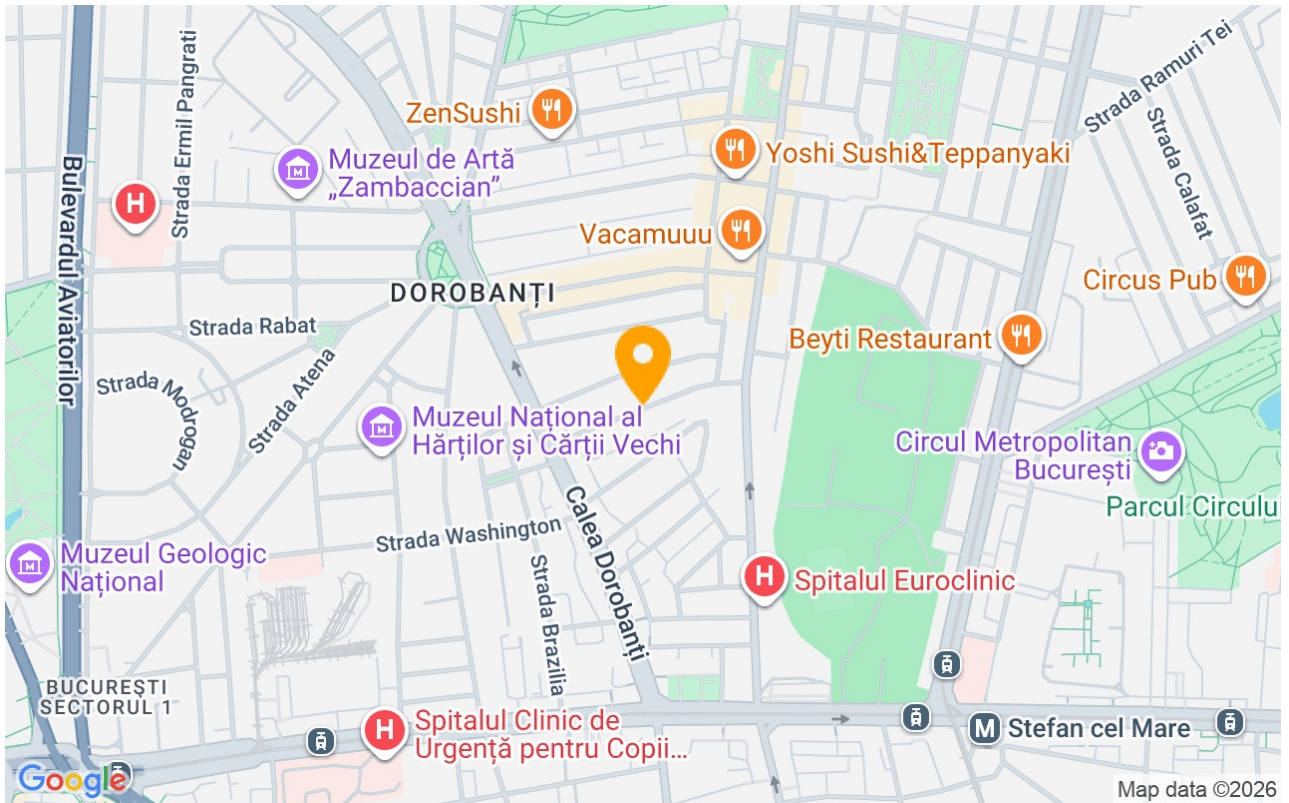 Strada Ermil Pangrati
Strada Ramuri Tei
ZenSushi
Strada Calafat
Muzeul de Artă
„Zambaccian”
Yoshi Sushi&Teppanyaki
H
Bulevardul Aviatorilor
Vacamuuu
Circus Pub
DOROBANȚI
Strada Rabat
Beyti Restaurant
Strada Atena
Strada Modrogan
Muzeul Național al
Hărților și Cărții Vechi
Circul Metropolitan
București
Parcul Circului
Calea Dorobanți
Strada Washington
Muzeul Geologic
Național
Strada Brazilia
H
Spitalul Euroclinic
BUCUREȘTI
SECTORUL 1
H
Spitalul Clinic de
Urgență pentru Copii...
M
Stefan cel Mare
Google
Map data ©2026